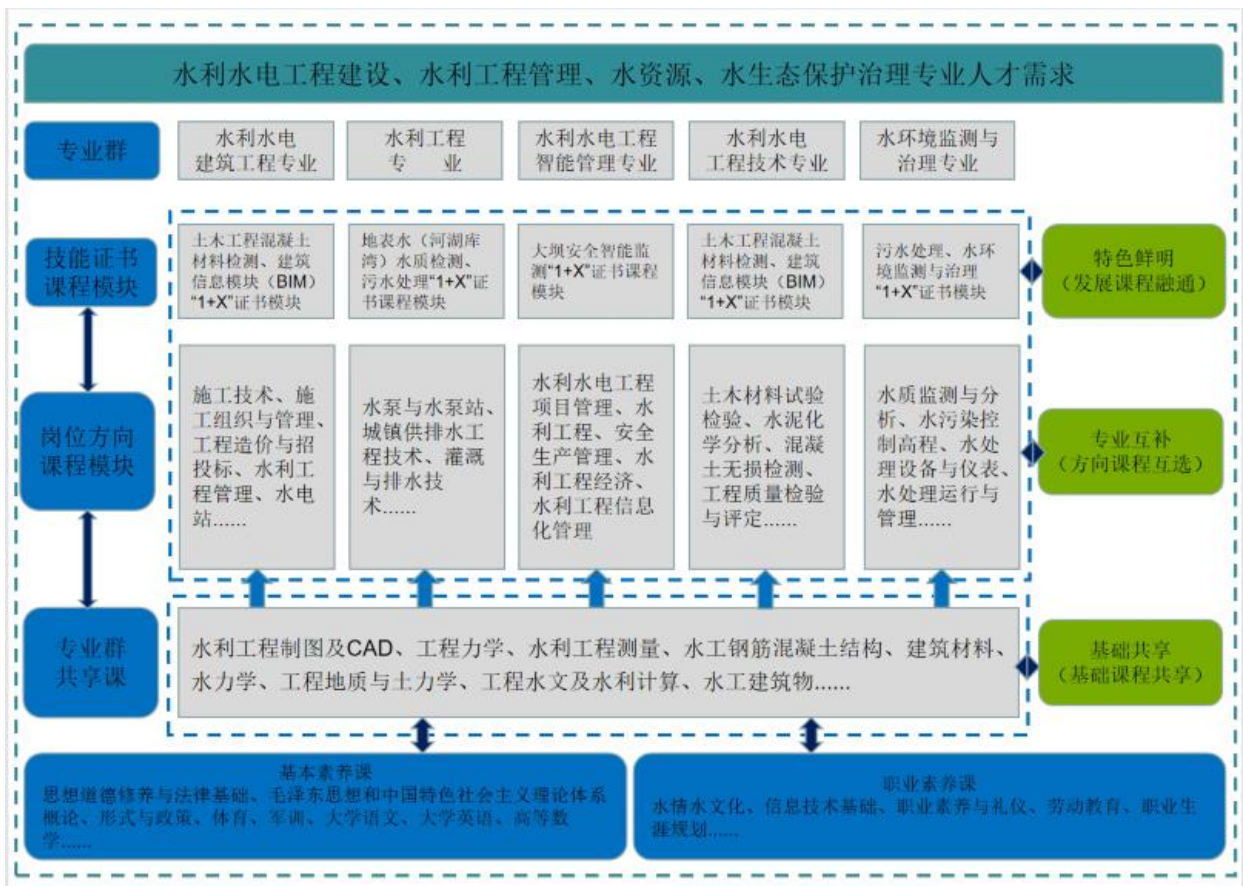 水利水电工程建设、水利工程管理、水资源、水生态保护治理专业人才需求
专业群
水利水电
建筑工程专业
水利工程
专 业
水利水电工程
智能管理专业
水利水电
工程技术专业
水环境监测与
治理专业
技能证书
课程模块
土木工程混凝土
材料检测、建筑
信息模块（BIM）
“1+X”证书模块
地表水（河湖库
湾）水质检测、
污水处理“1+X”证
书课程模块
大坝安全智能监
测“1+X”证书课程
模块
土木工程混凝土
材料检测、建筑
信息模块（BIM）
“1+X”证书模块
污水处理、水环
境监测与治理
“1+X”证书模块
特色鲜明
（发展课程融通）
岗位方向
课程模块
施工技术、施
工组织与管理、
工程造价与招
投标、水利工
程管理、水电
站......
水泵与水泵站、
城镇供排水工
程技术、灌溉
与排水技
术......
水利水电工程
项目管理、水
利工程、安全
生产管理、水
利工程经济、
水利工程信息
化管理
土木材料试验
检验、水泥化
学分析、混凝
土无损检测、
工程质量检验
与评定......
水质监测与分
析、水污染控
制高程、水处
理设备与仪表、
水处理运行与
管理......
专业互补
（方向课程互选）
专业群
共享课
水利工程制图及CAD、工程力学、水利工程测量、水工钢筋混凝土结构、建筑材料、
水力学、工程地质与土力学、工程水文及水利计算、水工建筑物......
基础共享
（基础课程共享）
基本素养课
思想道德修养与法律基础、毛泽东思想和中国特色社会主义理论体系
概论、形式与政策、体育、军训、大学语文、大学英语、高等数
学......
职业素养课
水情水文化、信息技术基础、职业素养与礼仪、劳动教育、职业生
涯规划......